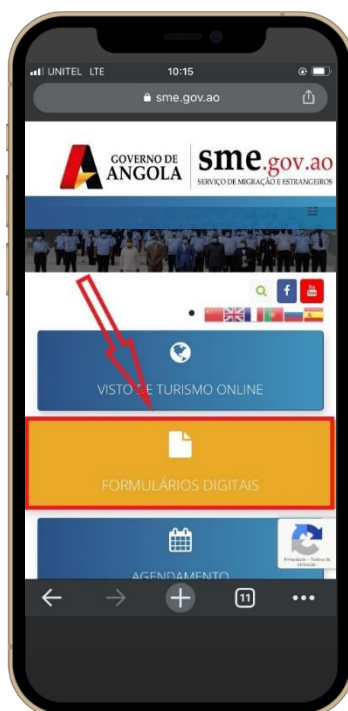 UNITEL LTE 10:15
sme.gov.ao
GOVERNO DE
ANGOLA
sme.gov.ao
SERVIÇO DE MIGRAÇÃO E ESTRANGEIROS
VISTO DE TURISMO ONLINE
FORMULÁRIOS DIGITAIS
AGENDAMENTO
11